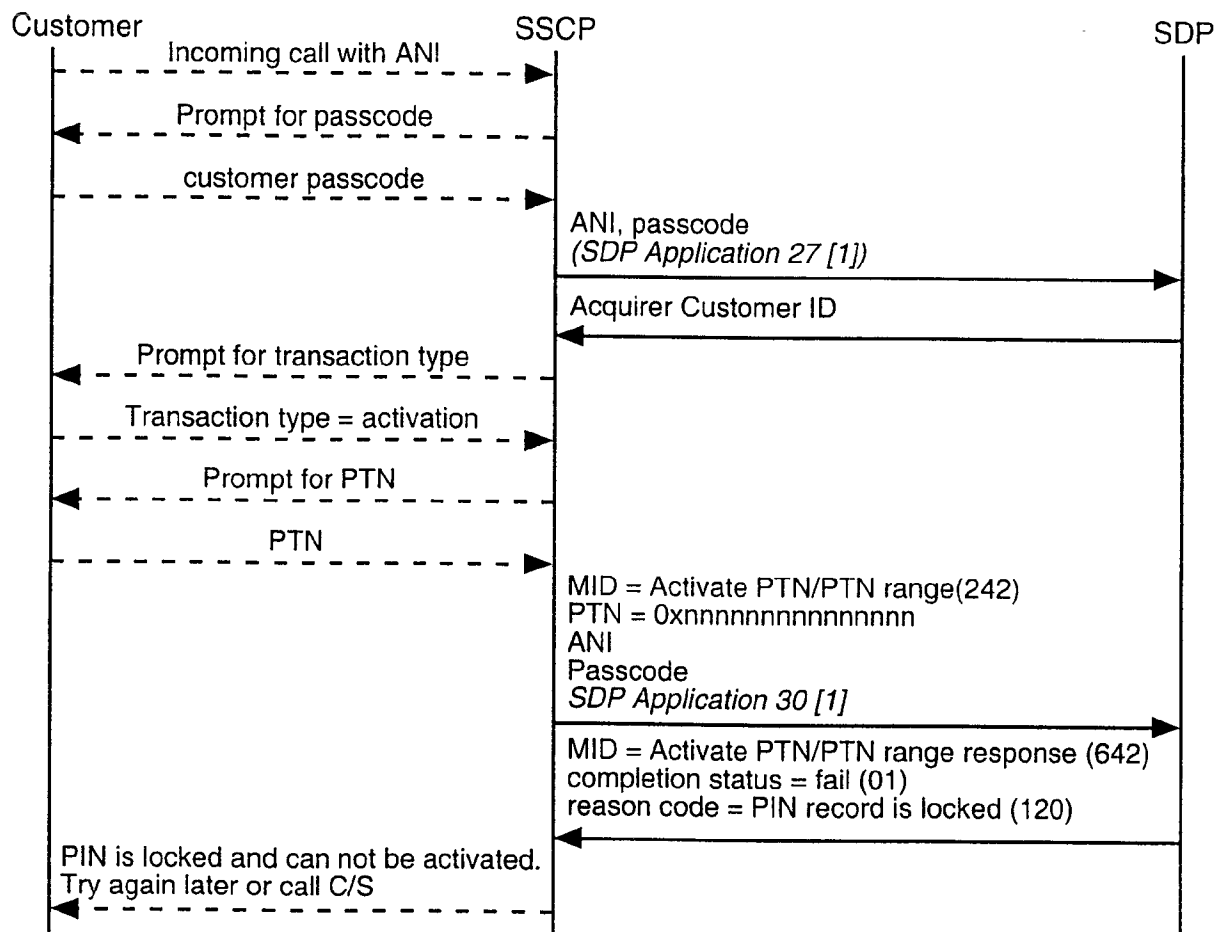 Customer
SSCP
SDP
Incoming call with ANI
Prompt for passcode
customer passcode
ANI, passcode
(SDP Application 27 [1])
Acquirer Customer ID
Prompt for transaction type
Transaction type = activation
Prompt for PTN
PTN
MID = Activate PTN/PTN range(242)
PTN = 0xnnnnnnnnnnnnnnnn
ANI
Passcode
SDP Application 30 [1]
MID = Activate PTN/PTN range response (642)
completion status = fail (01)
reason code = PIN record is locked (120)
PIN is locked and can not be activated.
Try again later or call C/S